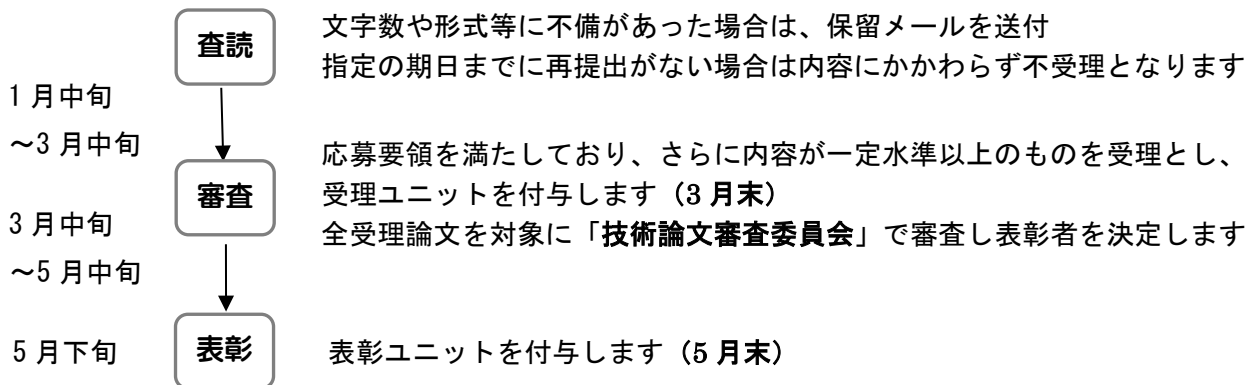 査読
文字数や形式等に不備があった場合は、保留メールを送付
指定の期日までに再提出がない場合は内容にかかわらず不受理となります
1月中旬
~3月中旬
審査
応募要領を満たしており、さらに内容が一定水準以上のものを受理とし、
受理ユニットを付与します(3月末)
全受理論文を対象に「技術論文審査委員会」で審査し表彰者を決定します
3月中旬
~5月中旬
5月下旬
表彰
表彰ユニットを付与します(5月末)